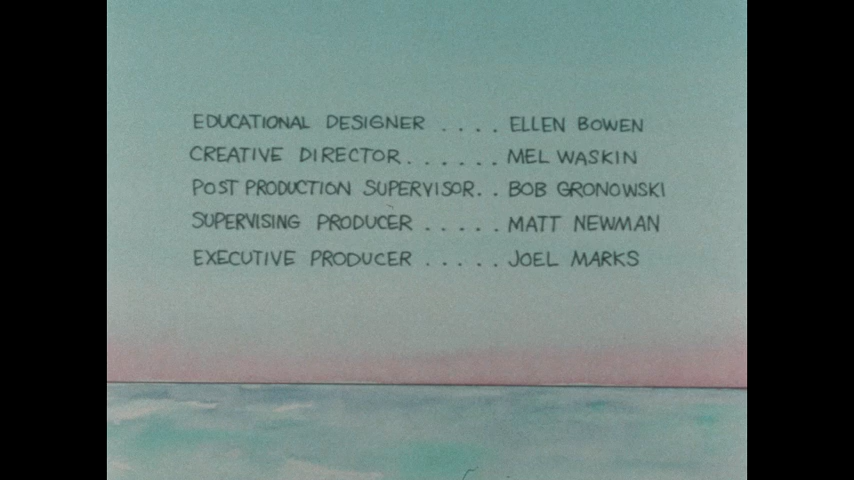 EDUCATIONAL DESIGNER . . . . ELLEN BOWEN
CREATIVE DIRECTOR . . . . . . MEL WASKIN
POST PRODUCTION SUPERVISOR. . BOB GRONOWSKI
SUPERVISING PRODUCER . . . . . MATT NEWMAN
EXECUTIVE PRODUCER . . . . . JOEL MARKS